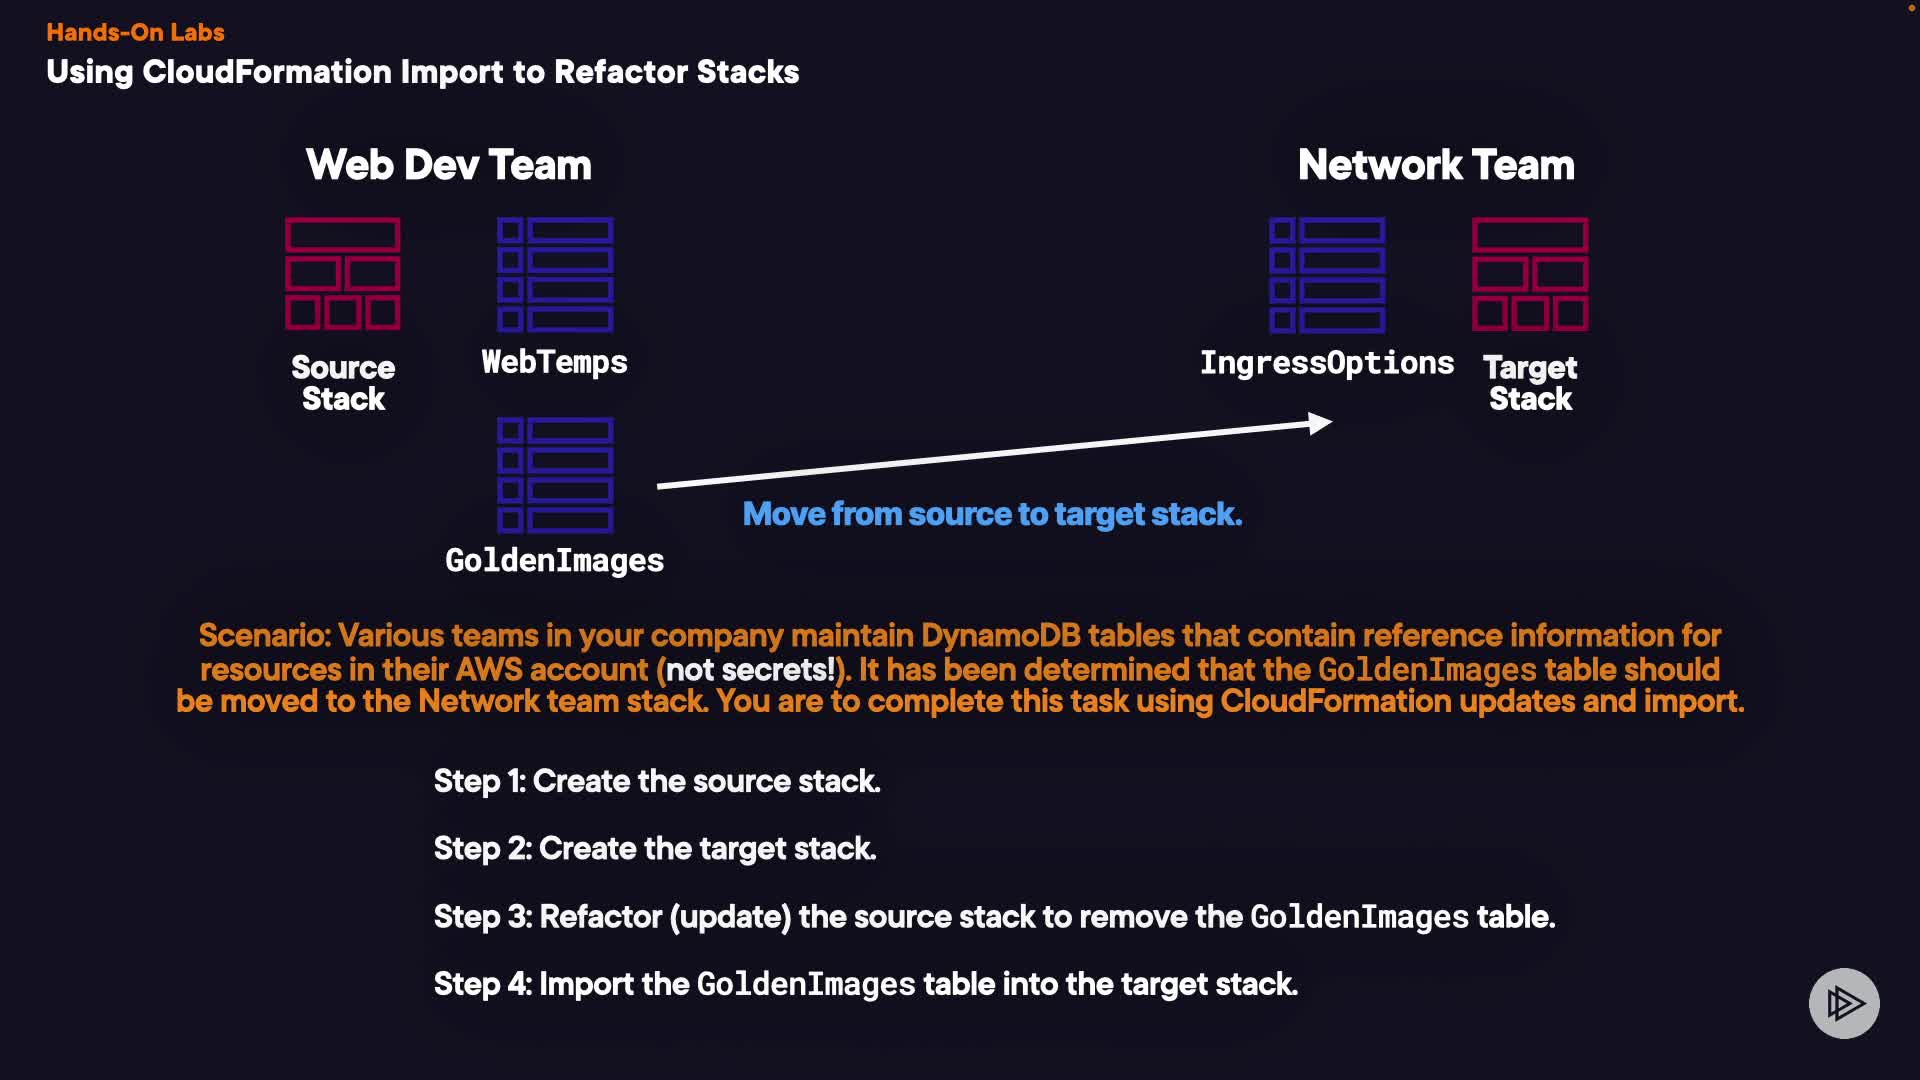 Hands-On Labs
Using CloudFormation Import to Refactor Stacks
Web Dev Team
Network Team
Source
Stack
WebTemps
IngressOptions
Target
Stack
Move from source to target stack.
GoldenImages
Scenario: Various teams in your company maintain DynamoDB tables that contain reference information for
resources in their AWS account (not secrets!). It has been determined that the GoldenImages table should
be moved to the Network team stack. You are to complete this task using CloudFormation updates and import.
Step 1: Create the source stack.
Step 2: Create the target stack.
Step 3: Refactor (update) the source stack to remove the GoldenImages table.
Step 4: Import the GoldenImages table into the target stack.